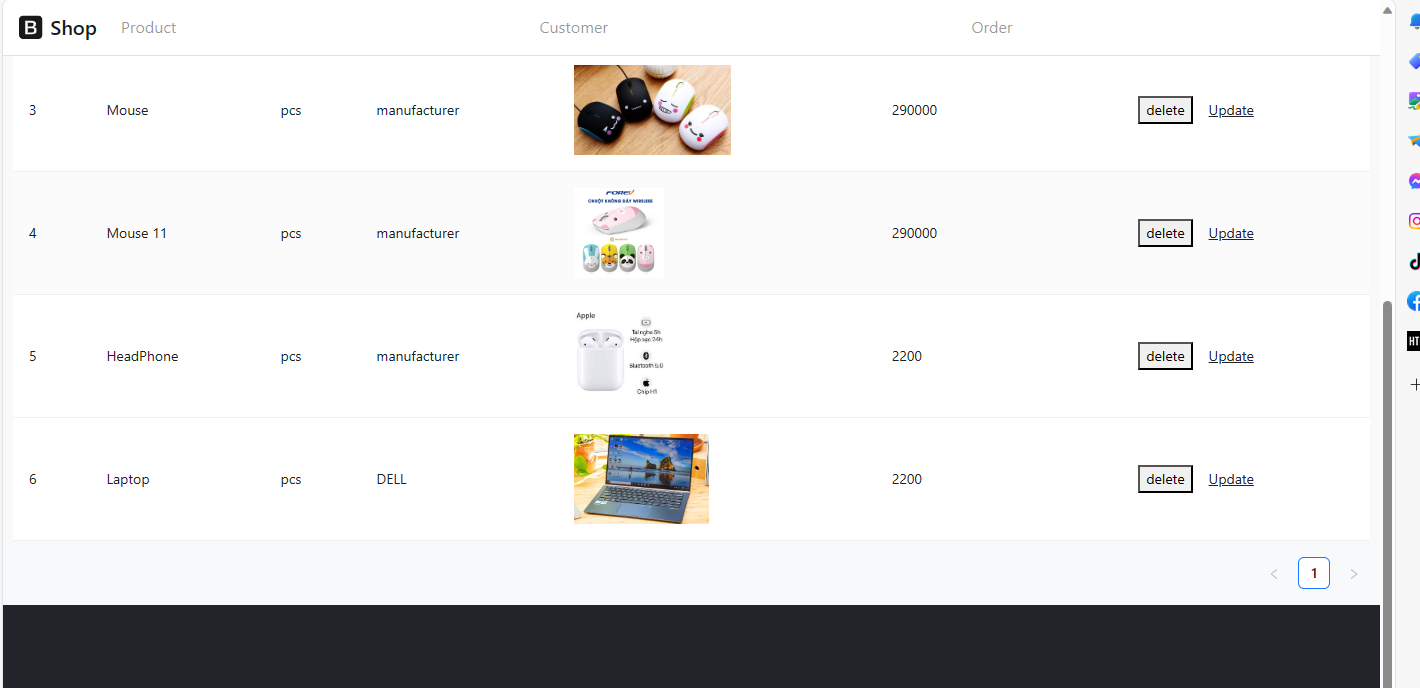 B Shop Product Customer Order
3 Mouse pcs manufacturer 290000 delete Update
FOREV
CHUỘT KHÔNG DÂY WIRELESS
4 Mouse 11 pcs manufacturer 290000 delete Update
Apple
Tai nghe 5h
Hộp sạc 24h
5 HeadPhone pcs manufacturer 2200 delete Update
Bluetooth 5.0
Chip H1
6 Laptop pcs DELL 2200 delete Update
< 1 >
HT